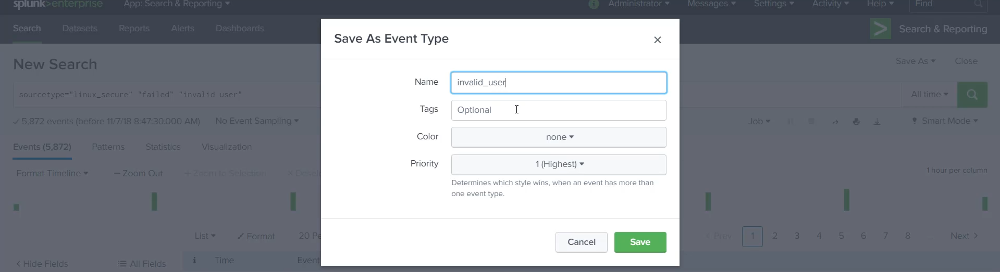 splunk>enterprise App: Search & Reporting Administrator Messages Settings Activity Help Find
Search Datasets Reports Alerts Dashboards Search & Reporting
Save As Event Type
New Search Save As Close
Name invalid_user
sourcetype="linux_secure" "failed" "invalid user" All time
Tags Optional
5,872 events (before 11/7/18 8:47:30.000 AM) No Event Sampling Job Smart Mode
Color none
Events (5,872) Patterns Statistics Visualization
Priority 1 (Highest)
Format Timeline — Zoom Out + Zoom to Selection × 1 hour per column
Determines which style wins, when an event has more than
one event type.
List Format 20 < Prev 1 2 3 4 5 6 7 8 Next >
Cancel Save
< Hide Fields All Fields i Time Event